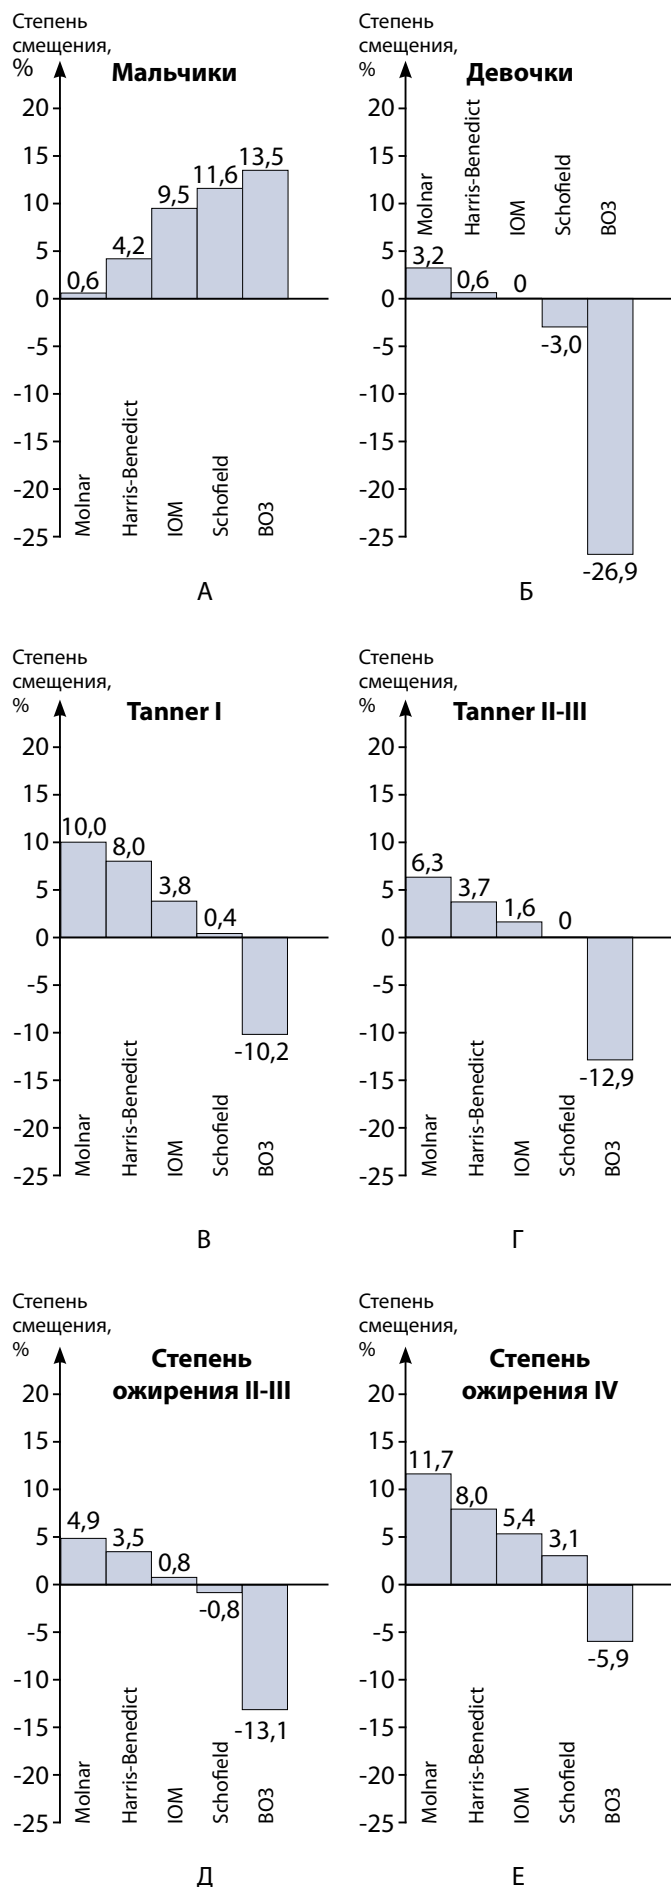 Степень
смещения,
%
Мальчики
20
15
10
5
0
-5
-10
-15
-20
-25
0,6
4,2
9,5
11,6
13,5
Molnar
Harris-Benedict
IOM
Schofield
ВОЗ
А
Степень
смещения,
%
Девочки
20
15
10
5
0
-5
-10
-15
-20
-25
Molnar
Harris-Benedict
IOM
Schofield
ВОЗ
3,2
0,6
0
-3,0
-26,9
Б
Степень
смещения,
%
Tanner I
20
15
10
5
0
-5
-10
-15
-20
-25
10,0
8,0
3,8
0,4
-10,2
Molnar
Harris-Benedict
IOM
Schofield
ВОЗ
В
Степень
смещения,
%
Tanner II-III
20
15
10
5
0
-5
-10
-15
-20
-25
6,3
3,7
1,6
0
-12,9
Molnar
Harris-Benedict
IOM
Schofield
ВОЗ
Г
Степень
смещения,
%
Степень
ожирения II-III
20
15
10
5
0
-5
-10
-15
-20
-25
4,9
3,5
0,8
-0,8
-13,1
Molnar
Harris-Benedict
IOM
Schofield
ВОЗ
Д
Степень
смещения,
%
Степень
ожирения IV
20
15
10
5
0
-5
-10
-15
-20
-25
11,7
8,0
5,4
3,1
-5,9
Molnar
Harris-Benedict
IOM
Schofield
ВОЗ
Е